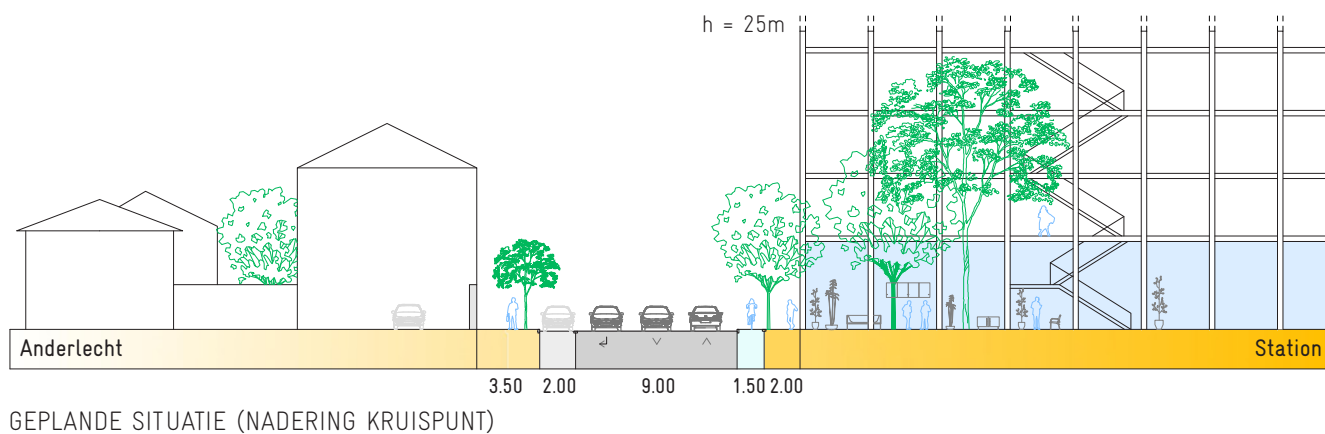 h = 25m
Anderlecht
Station
3.50 2.00 9.00 1.50 2.00
GEPLANDE SITUATIE (NADERING KRUISPUNT)